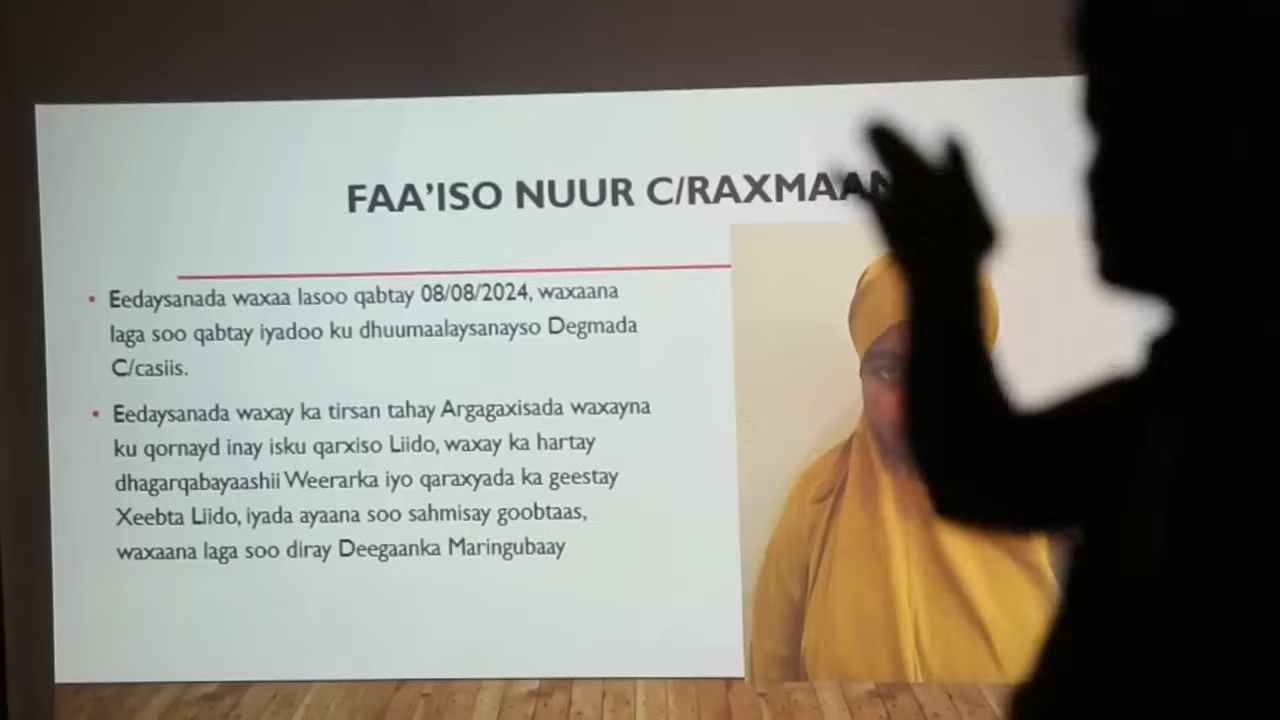 FAA'ISO NUUR C/RAXMAAN
• Eedaysanada waxaa lasoo qabtay 08/08/2024, waxaana
laga soo qabtay iyadoo ku dhuumaalaysanayso Degmada
C/casiis.
• Eedaysanada waxay ka tirsan tahay Argagaxisada waxayna
ku qornayd inay isku qarxiso Liido, waxay ka hartay
dhagarqabayaashii Weerarka iyo qaraxyada ka geestay
Xeebta Liido, iyada ayaana soo sahmisay goobtaas,
waxaana laga soo diray Deegaanka Maringubaay